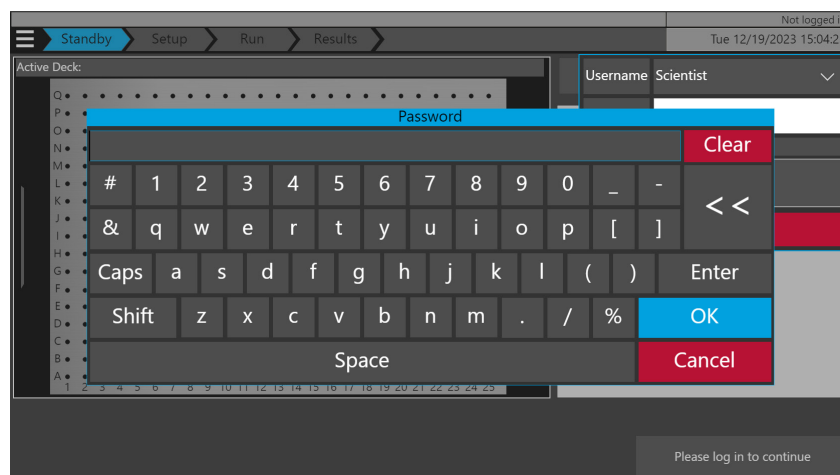 Not logged i
Standby Setup Run Results Tue 12/19/2023 15:04:2
Active Deck:
Username Scientist
Q
P
Password
O
N
Clear
M
L
# 1 2 3 4 5 6 7 8 9 0 _ -
K
<<
J
& q w e r t y u i o p [ ]
I
H
G
Caps a s d f g h j k l ( ) Enter
F
E
Shift z x c v b n m . / % OK
D
C
B
Space Cancel
A
1 2 3 4 5 6 7 8 9 10 11 12 13 14 15 16 17 18 19 20 21 22 23 24 25
Please log in to continue